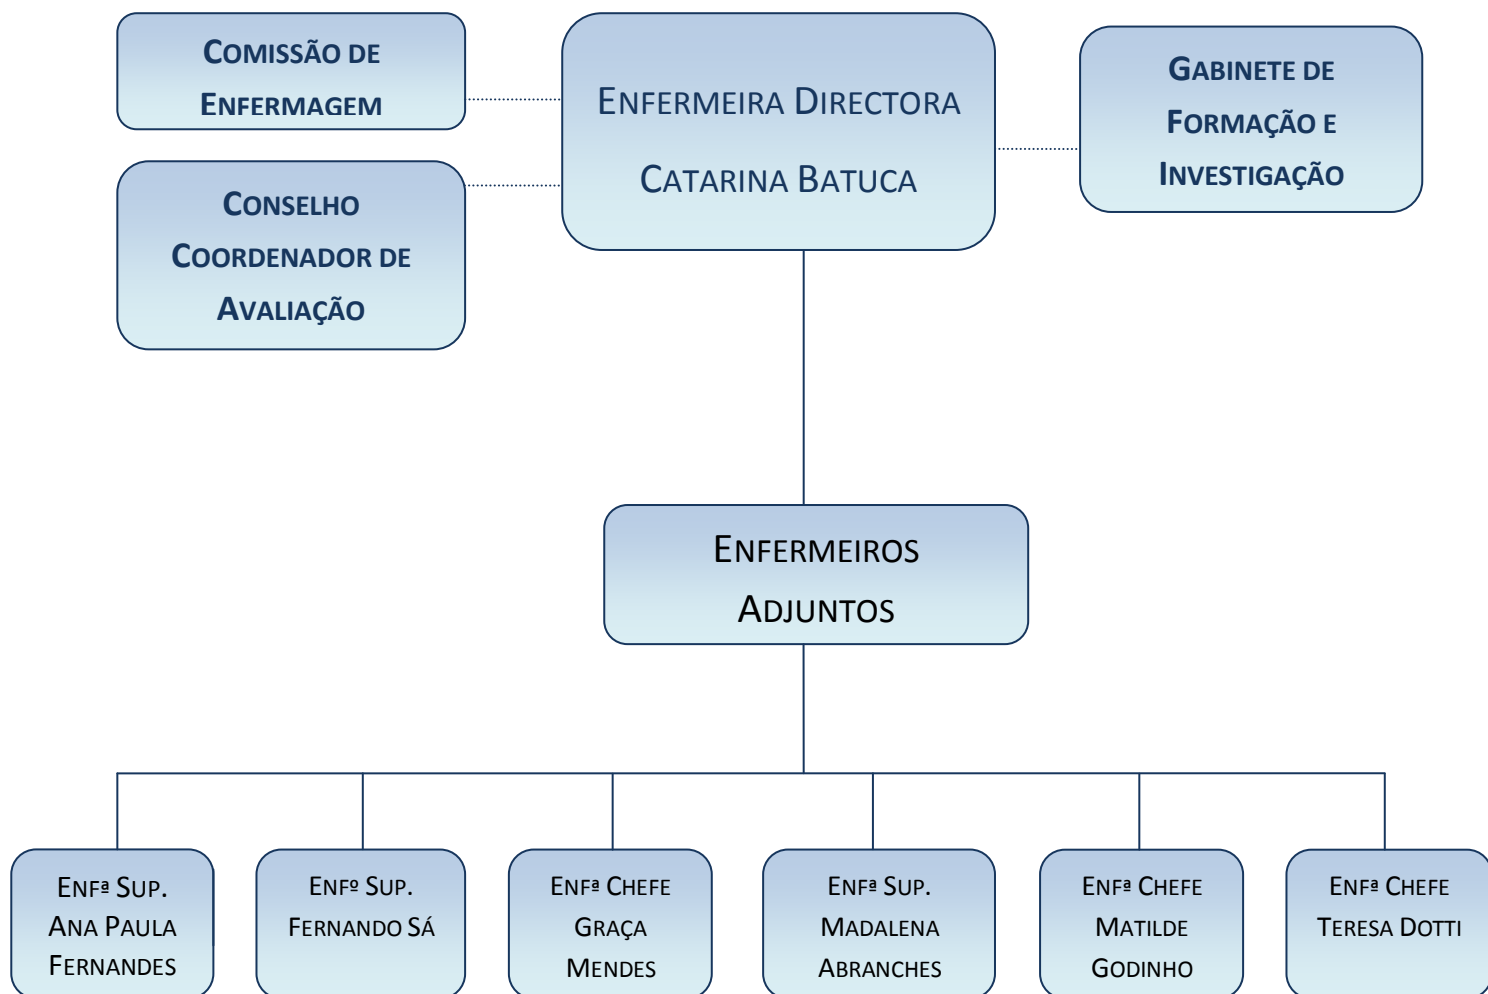 COMISSÃO DE
ENFERMAGEM
CONSELHO
COORDENADOR DE
AVALIAÇÃO
ENFERMEIRA DIRECTORA
CATARINA BATUCA
GABINETE DE
FORMAÇÃO E
INVESTIGAÇÃO
ENFERMEIROS
ADJUNTOS
ENFª SUP.
ANA PAULA
FERNANDES
ENFº SUP.
FERNANDO SÁ
ENFª CHEFE
GRAÇA
MENDES
ENFª SUP.
MADALENA
ABRANCHES
ENFª CHEFE
MATILDE
GODINHO
ENFª CHEFE
TERESA DOTTI